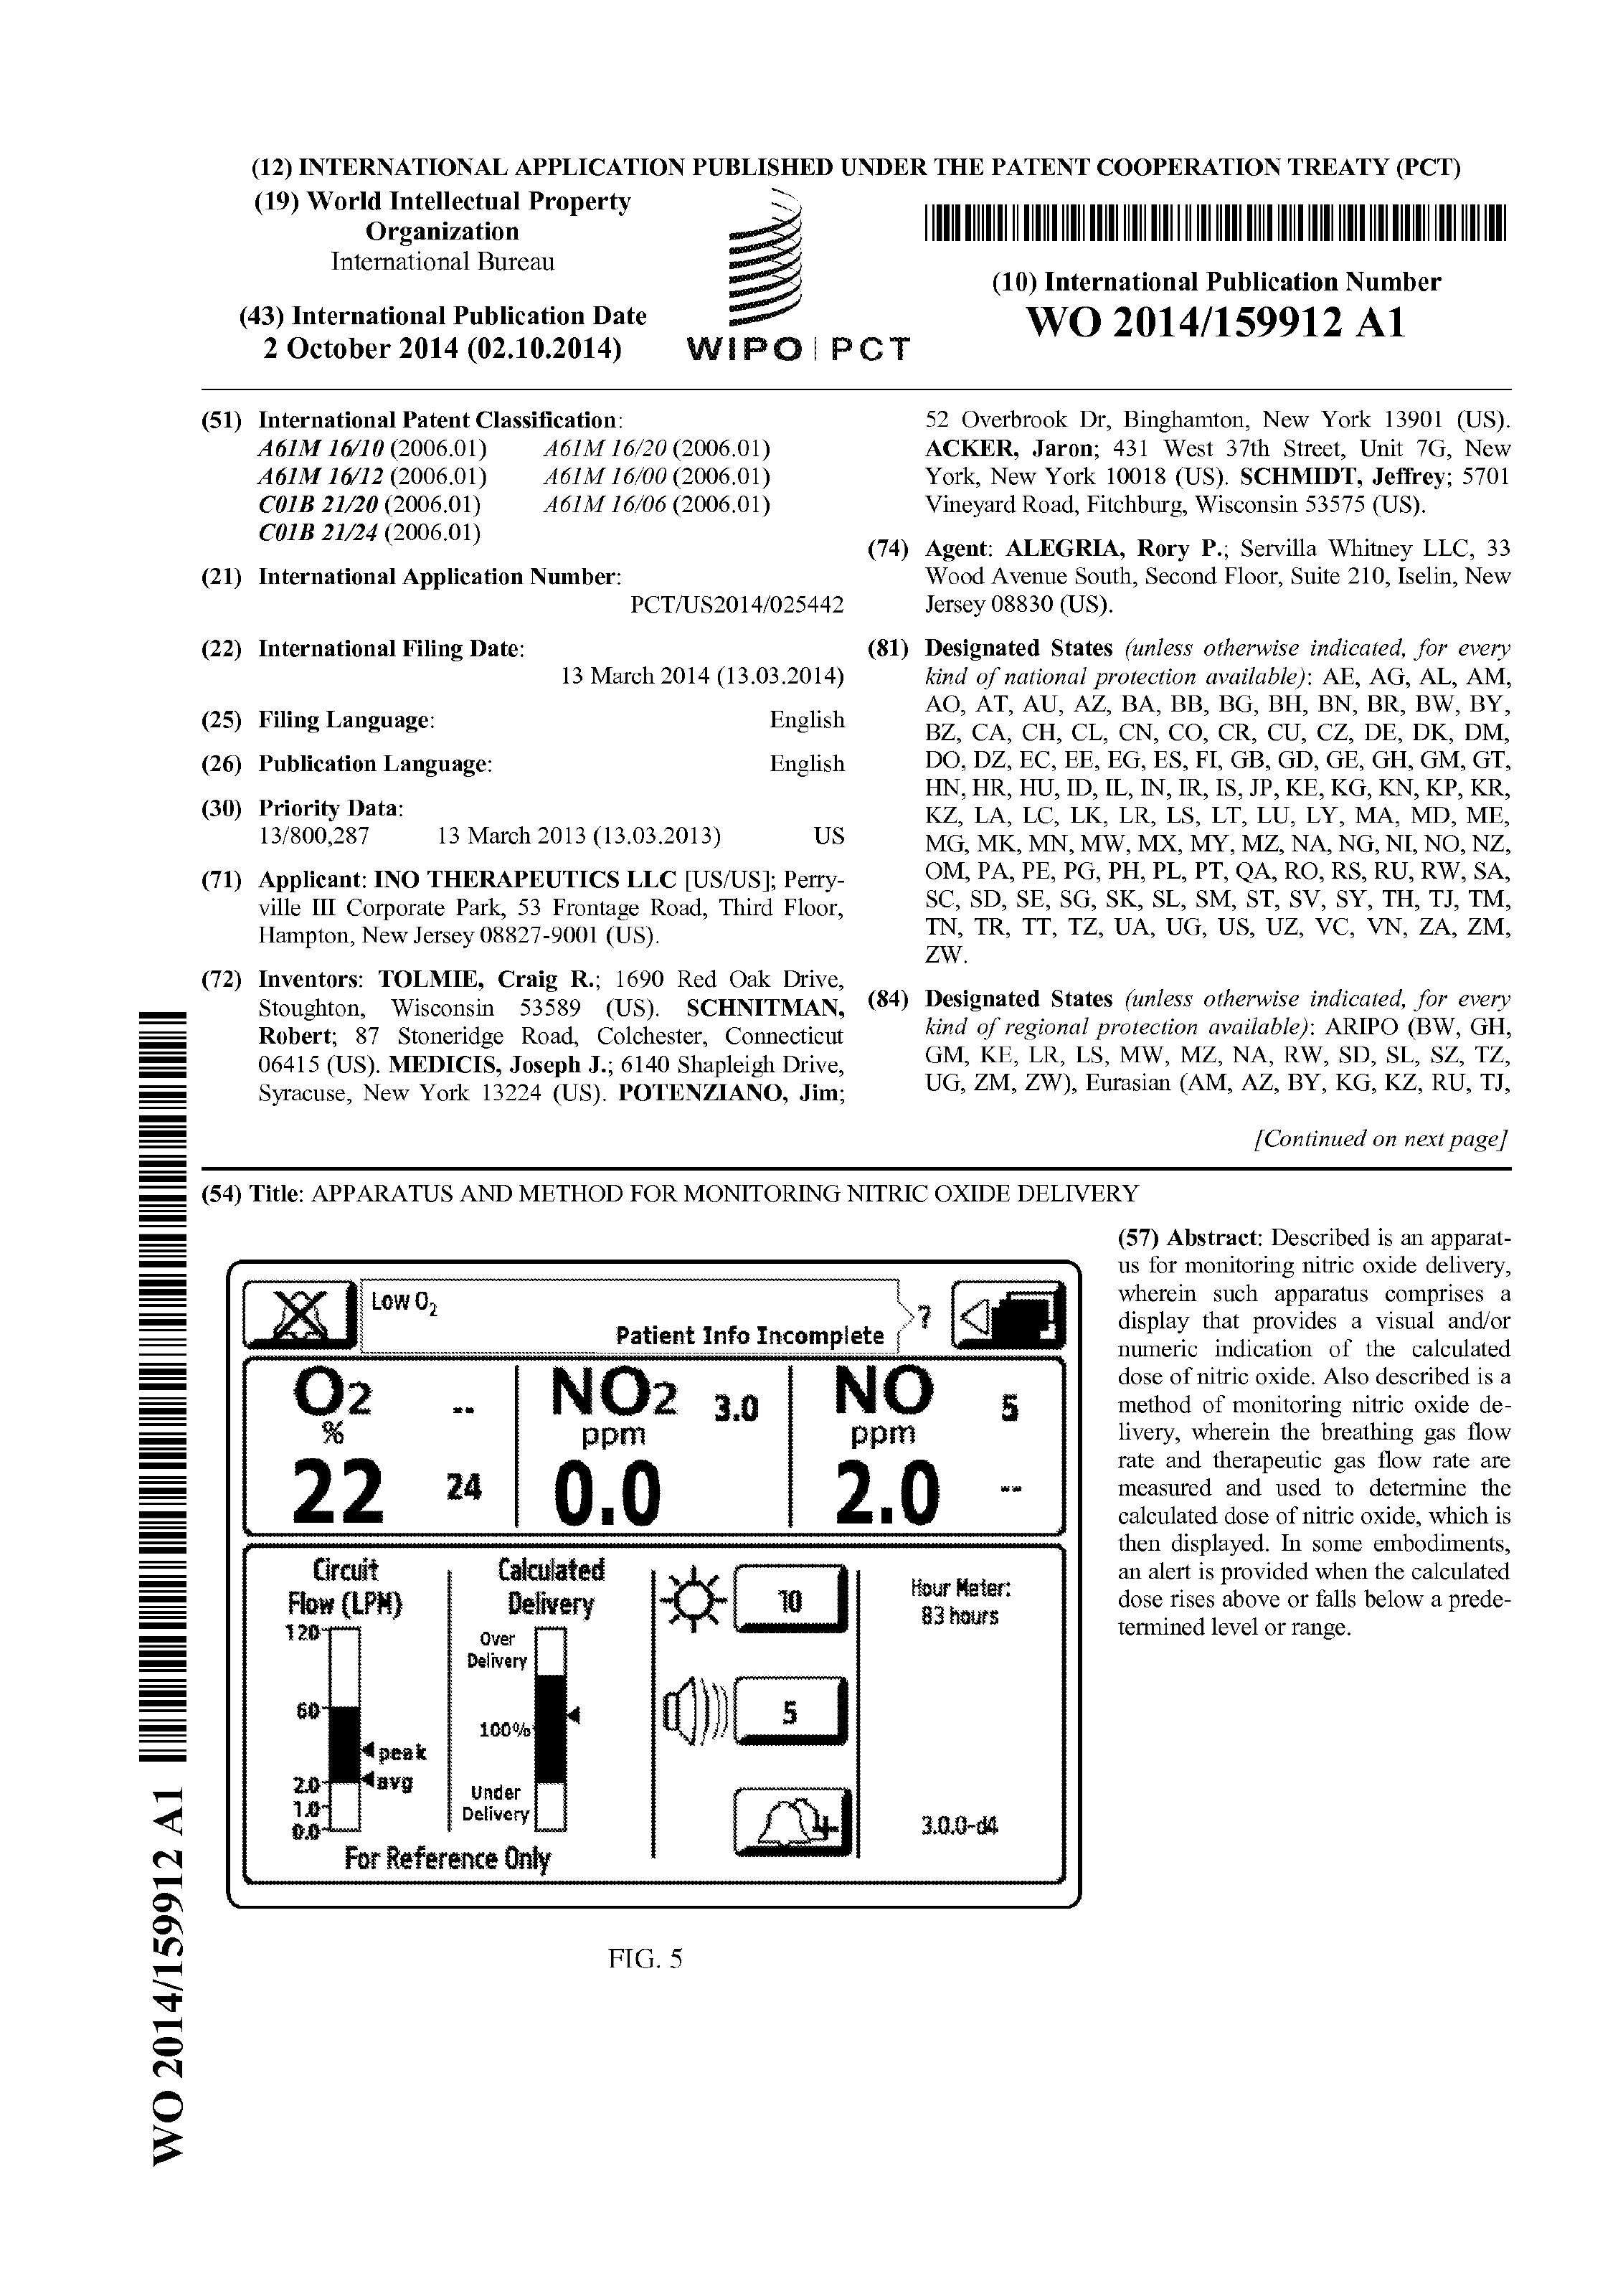 (12) INTERNATIONAL APPLICATION PUBLISHED UNDER THE PATENT COOPERATION TREATY (PCT)
(19) World Intellectual Property
Organization
International Bureau
(43) International Publication Date
2 October 2014 (02.10.2014)
WIPO | PCT
(10) International Publication Number
WO 2014/159912 A1
(51) International Patent Classification:
A61M 16/10 (2006.01) A61M 16/20 (2006.01)
A61M 16/12 (2006.01) A61M 16/00 (2006.01)
C01B 21/20 (2006.01) A61M 16/06 (2006.01)
C01B 21/24 (2006.01)
(21) International Application Number:
PCT/US2014/025442
(22) International Filing Date:
13 March 2014 (13.03.2014)
(25) Filing Language: English
(26) Publication Language: English
(30) Priority Data:
13/800,287 13 March 2013 (13.03.2013) US
(71) Applicant: INO THERAPEUTICS LLC [US/US]; Perry-
ville III Corporate Park, 53 Frontage Road, Third Floor,
Hampton, New Jersey 08827-9001 (US).
(72) Inventors: TOLMIE, Craig R.; 1690 Red Oak Drive,
Stoughton, Wisconsin 53589 (US). SCHNITMAN,
Robert; 87 Stoneridge Road, Colchester, Connecticut
06415 (US). MEDICIS, Joseph J.; 6140 Shapleigh Drive,
Syracuse, New York 13224 (US). POTENZIANO, Jim;
52 Overbrook Dr, Binghamton, New York 13901 (US).
ACKER, Jaron; 431 West 37th Street, Unit 7G, New
York, New York 10018 (US). SCHMIDT, Jeffrey; 5701
Vineyard Road, Fitchburg, Wisconsin 53575 (US).
(74) Agent: ALEGRIA, Rory P.; Servilla Whitney LLC, 33
Wood Avenue South, Second Floor, Suite 210, Iselin, New
Jersey 08830 (US).
(81) Designated States (unless otherwise indicated, for every
kind of national protection available): AE, AG, AL, AM,
AO, AT, AU, AZ, BA, BB, BG, BH, BN, BR, BW, BY,
BZ, CA, CH, CL, CN, CO, CR, CU, CZ, DE, DK, DM,
DO, DZ, EC, EE, EG, ES, FI, GB, GD, GE, GH, GM, GT,
HN, HR, HU, ID, IL, IN, IR, IS, JP, KE, KG, KN, KP, KR,
KZ, LA, LC, LK, LR, LS, LT, LU, LY, MA, MD, ME,
MG, MK, MN, MW, MX, MY, MZ, NA, NG, NI, NO, NZ,
OM, PA, PE, PG, PH, PL, PT, QA, RO, RS, RU, RW, SA,
SC, SD, SE, SG, SK, SL, SM, ST, SV, SY, TH, TJ, TM,
TN, TR, TT, TZ, UA, UG, US, UZ, VC, VN, ZA, ZM,
ZW.
(84) Designated States (unless otherwise indicated, for every
kind of regional protection available): ARIPO (BW, GH,
GM, KE, LR, LS, MW, MZ, NA, RW, SD, SL, SZ, TZ,
UG, ZM, ZW), Eurasian (AM, AZ, BY, KG, KZ, RU, TJ,
[Continued on next page]
(54) Title: APPARATUS AND METHOD FOR MONITORING NITRIC OXIDE DELIVERY
Low O2
Patient Info Incomplete
?
O2 -- NO2 3.0 NO 5
% ppm ppm
22 24 0.0 2.0 --
Circuit
Flow (LPM)
120
60
peak
2.0 avg
1.0
0.0
Calculated
Delivery
Over
Delivery
100%
Under
Delivery
For Reference Only
10
5
Hour Meter:
83 hours
3.0.0-d4
FIG. 5
(57) Abstract: Described is an apparat-
us for monitoring nitric oxide delivery,
wherein such apparatus comprises a
display that provides a visual and/or
numeric indication of the calculated
dose of nitric oxide. Also described is a
method of monitoring nitric oxide de-
livery, wherein the breathing gas flow
rate and therapeutic gas flow rate are
measured and used to determine the
calculated dose of nitric oxide, which is
then displayed. In some embodiments,
an alert is provided when the calculated
dose rises above or falls below a prede-
termined level or range.
WO 2014/159912 A1